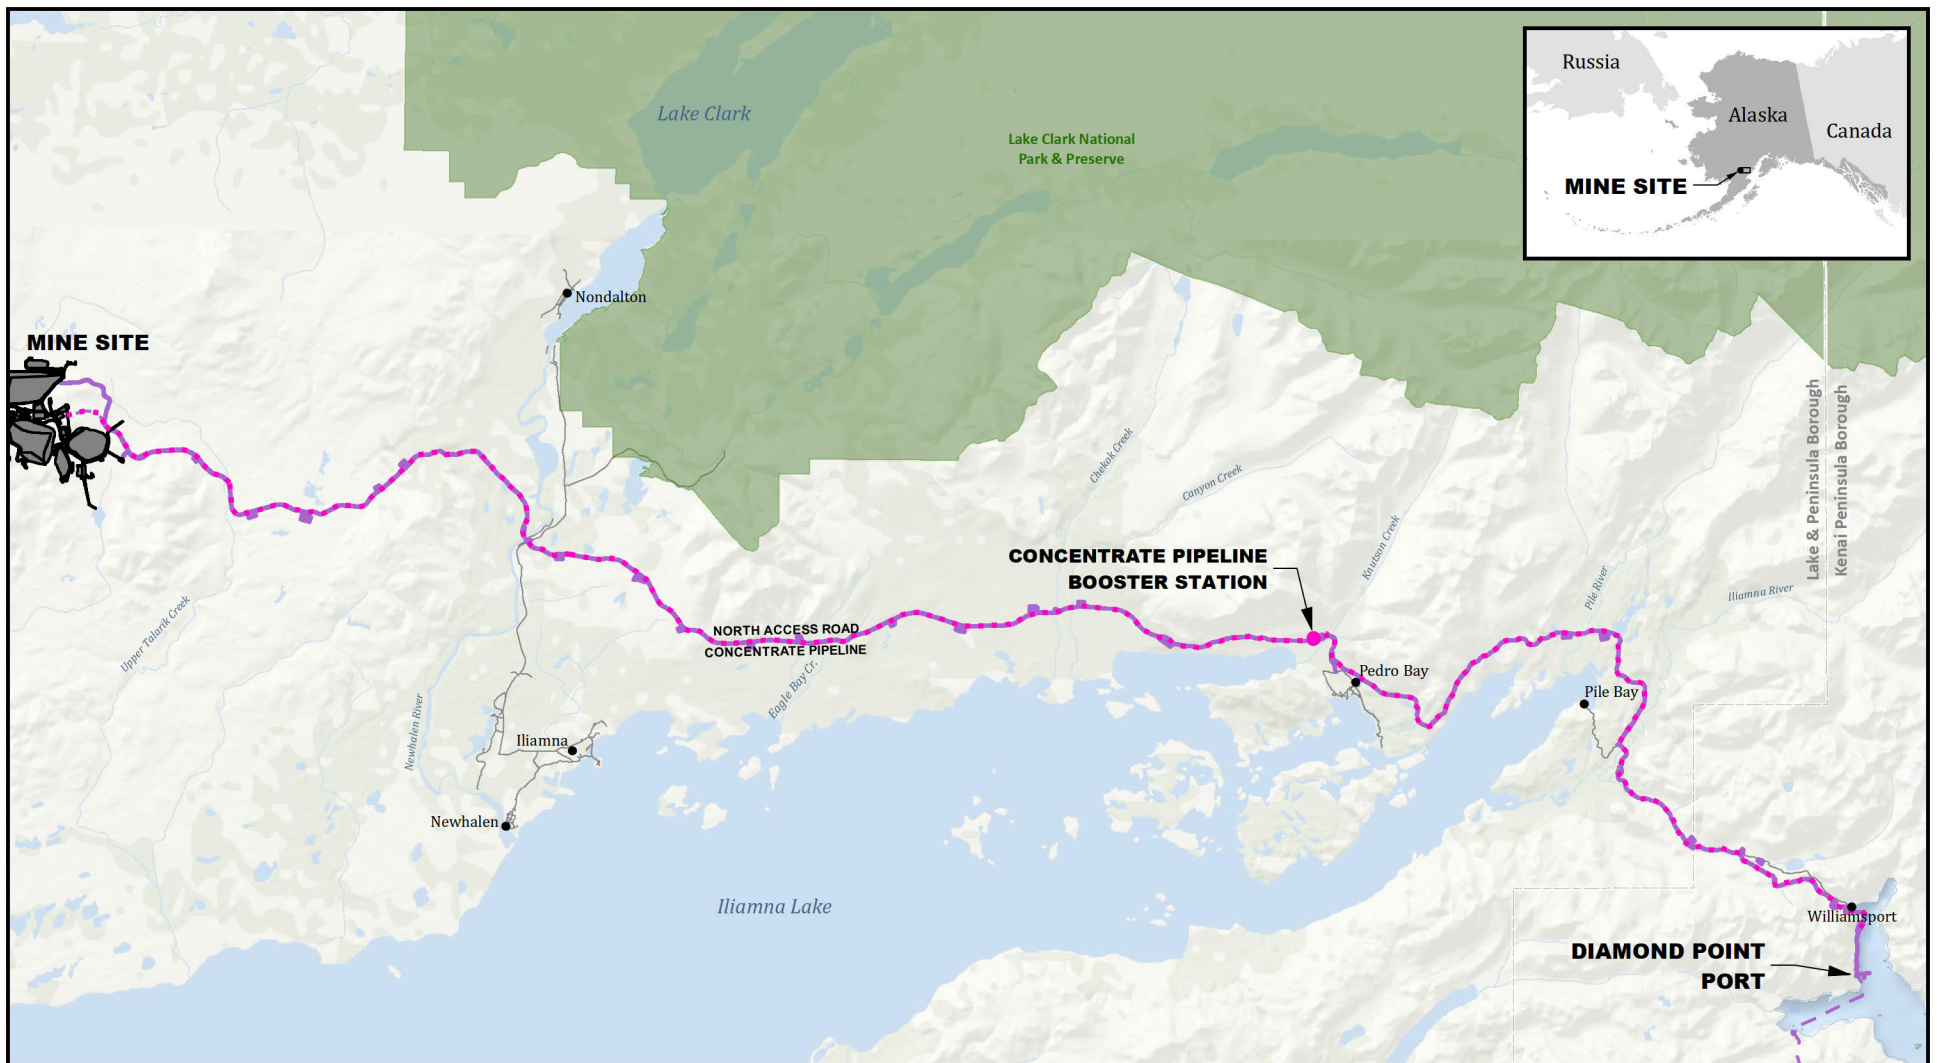 Russia
Alaska
Canada
MINE SITE
Lake Clark
Lake Clark National
Park & Preserve
Nondalton
MINE SITE
Lake & Peninsula Borough
Kenai Peninsula Borough
Chekok Creek
Canyon Creek
Knutson Creek
CONCENTRATE PIPELINE
BOOSTER STATION
Pile River
Iliamna River
Upper Talarik Creek
NORTH ACCESS ROAD
CONCENTRATE PIPELINE
Eagle Bay Cr.
Pedro Bay
Pile Bay
Newhalen River
Iliamna
Newhalen
Iliamna Lake
Williamsport
DIAMOND POINT
PORT